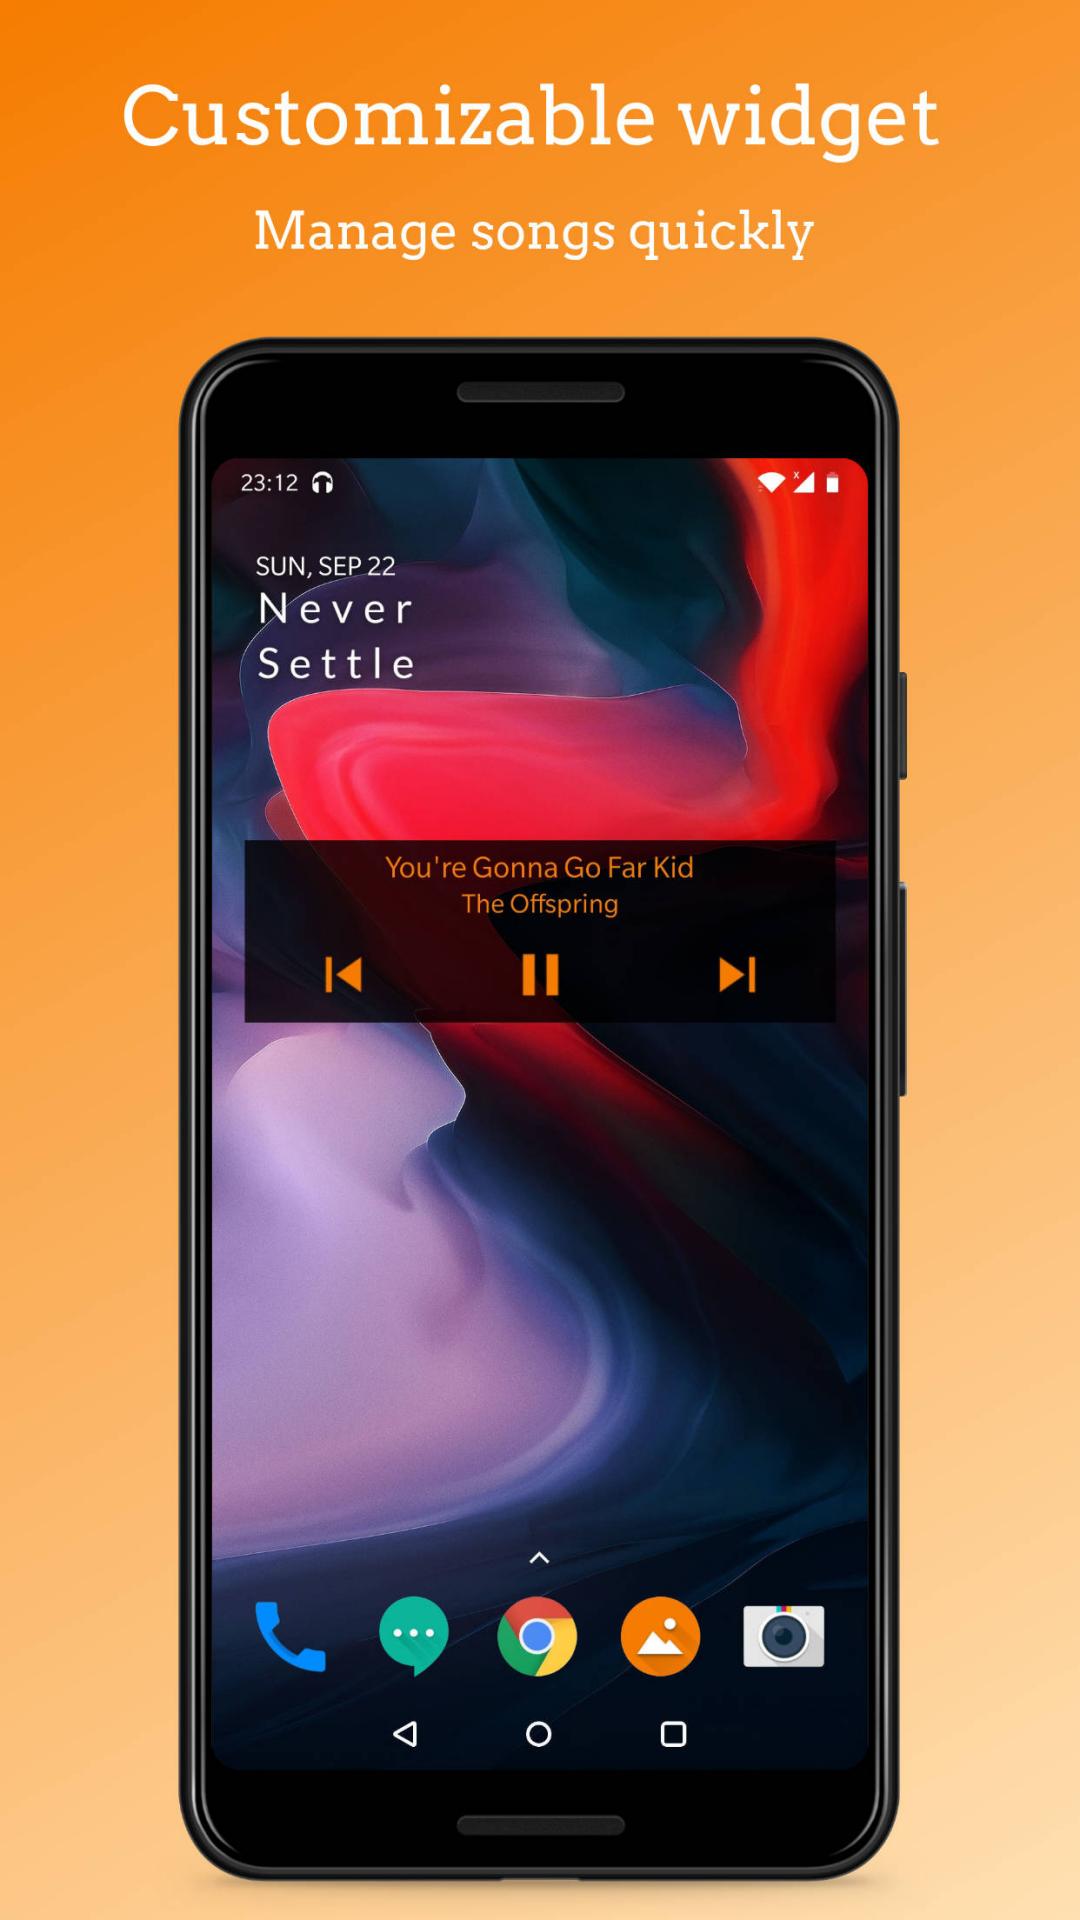 Customizable widget
Manage songs quickly
23:12
SUN, SEP 22
Never
Settle
You're Gonna Go Far Kid
The Offspring